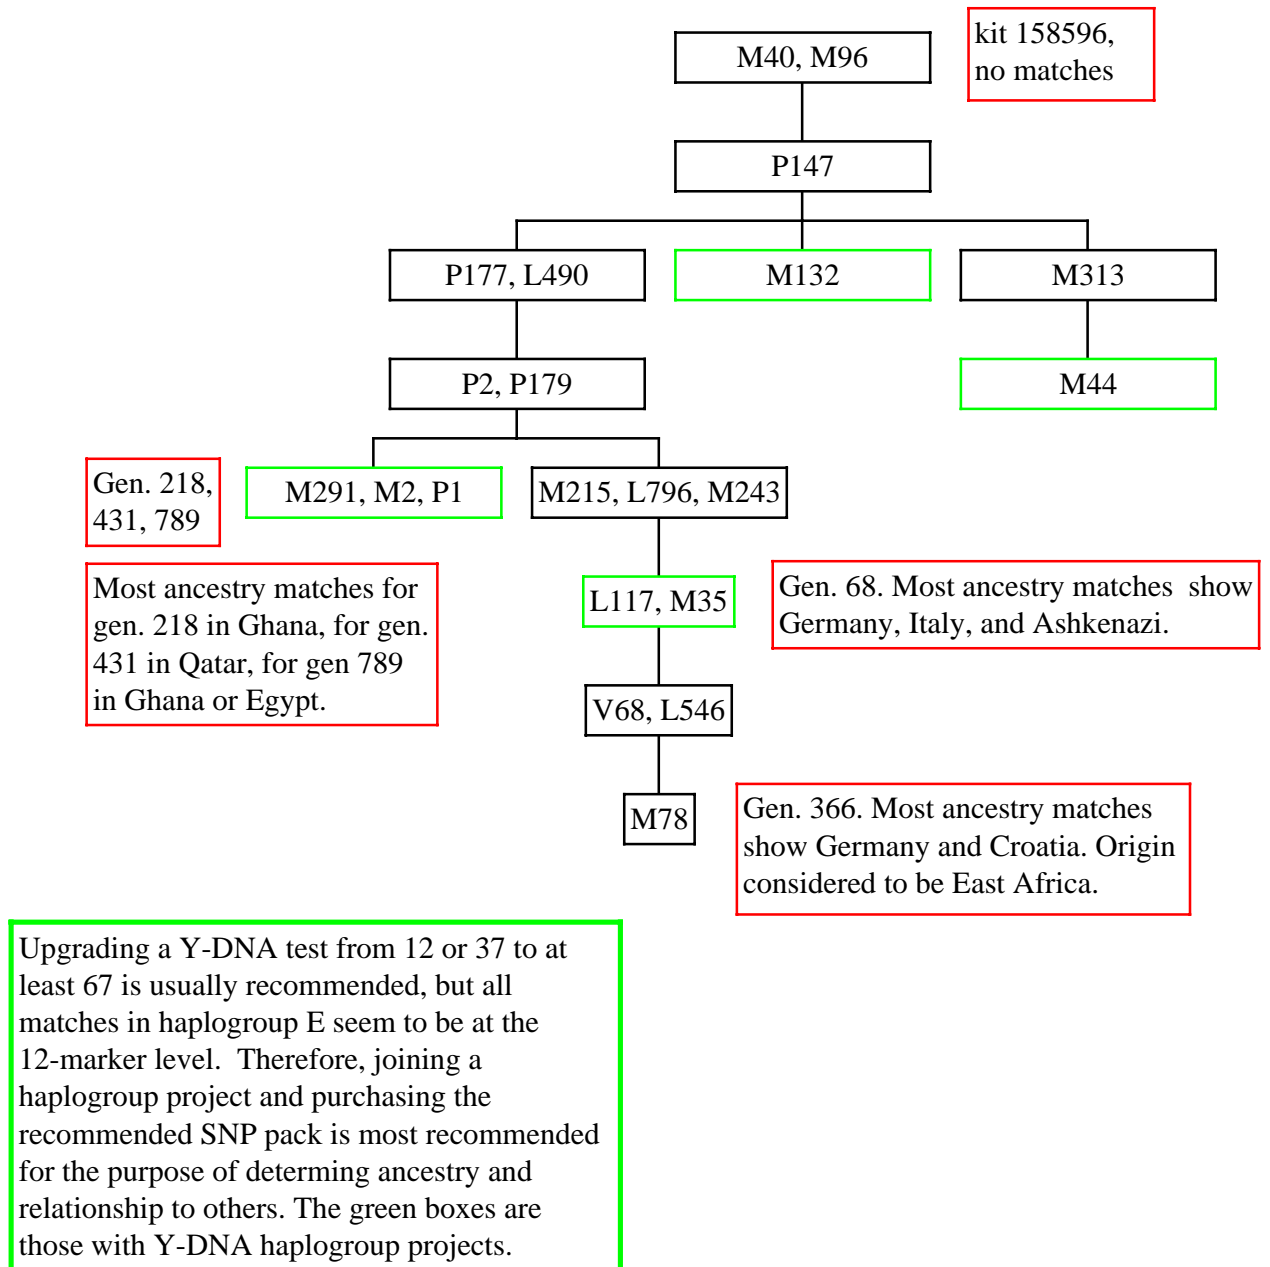 M40, M96
kit 158596,
no matches
P147
P177, L490
M132
M313
P2, P179
M44
Gen. 218,
431, 789
M291, M2, P1
M215, L796, M243
Most ancestry matches for
gen. 218 in Ghana, for gen.
431 in Qatar, for gen 789
in Ghana or Egypt.
L117, M35
Gen. 68. Most ancestry matches  show
Germany, Italy, and Ashkenazi.
V68, L546
M78
Gen. 366. Most ancestry matches
show Germany and Croatia. Origin
considered to be East Africa.
Upgrading a Y-DNA test from 12 or 37 to at
least 67 is usually recommended, but all
matches in haplogroup E seem to be at the
12-marker level.  Therefore, joining a
haplogroup project and purchasing the
recommended SNP pack is most recommended
for the purpose of determing ancestry and
relationship to others. The green boxes are
those with Y-DNA haplogroup projects.